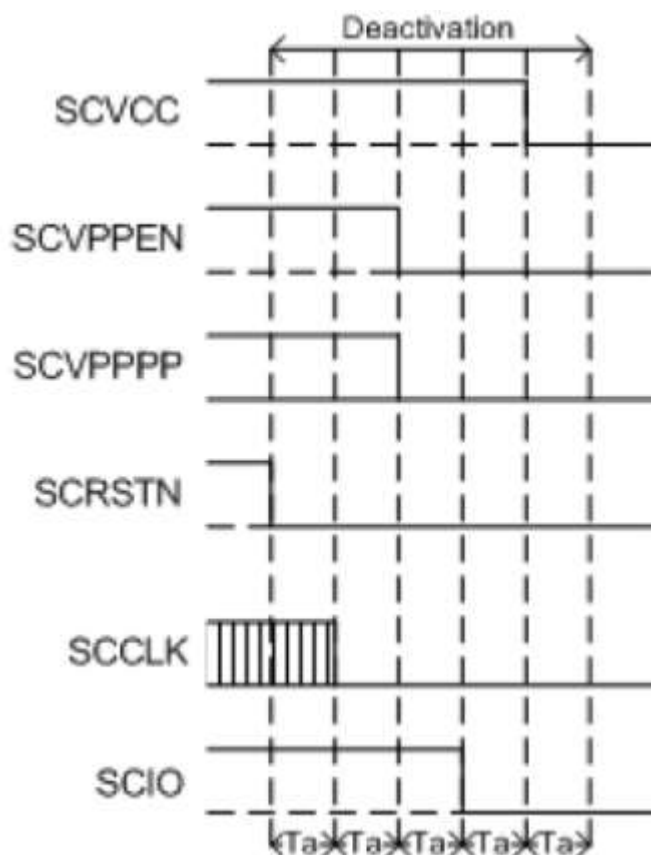 Deactivation
SCVCC
SCVPPEN
SCVPPPP
SCRSTN
SCCLK
SCIO
Ta Ta Ta Ta Ta